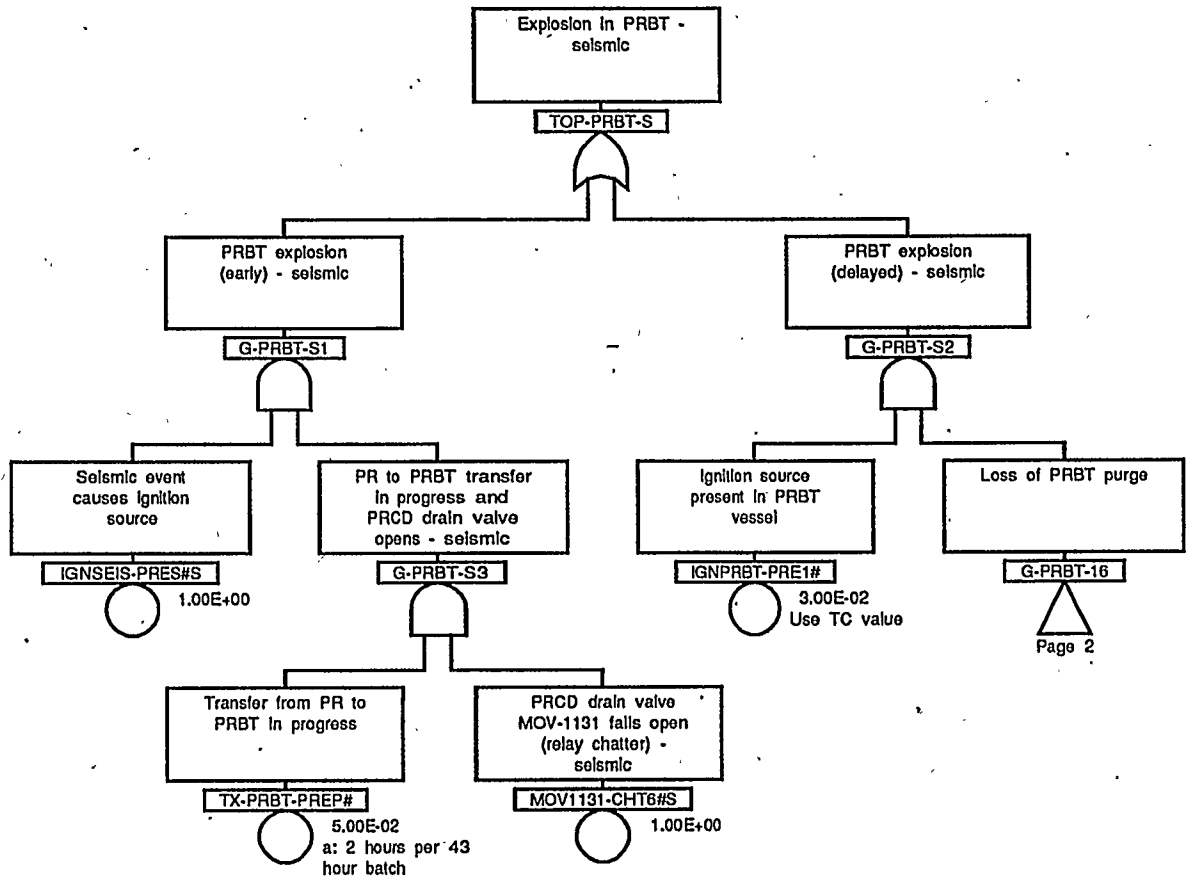 Explosion in PRBT -
seismic
TOP-PRBT-S
PRBT explosion
(early) - seismic
G-PRBT-S1
PRBT explosion
(delayed) - seismic
G-PRBT-S2
Seismic event
causes ignition
source
IGNSEIS-PRES#S
1.00E+00
PR to PRBT transfer
in progress and
PRCD drain valve
opens - seismic
G-PRBT-S3
Ignition source
present in PRBT
vessel
IGNPRBT-PRE1#
3.00E-02
Use TC value
Loss of PRBT purge
G-PRBT-16
Page 2
Transfer from PR to
PRBT in progress
TX-PRBT-PREP#
5.00E-02
a: 2 hours per 43
hour batch
PRCD drain valve
MOV-1131 fails open
(relay chatter) -
seismic
MOV1131-CHT6#S
1.00E+00